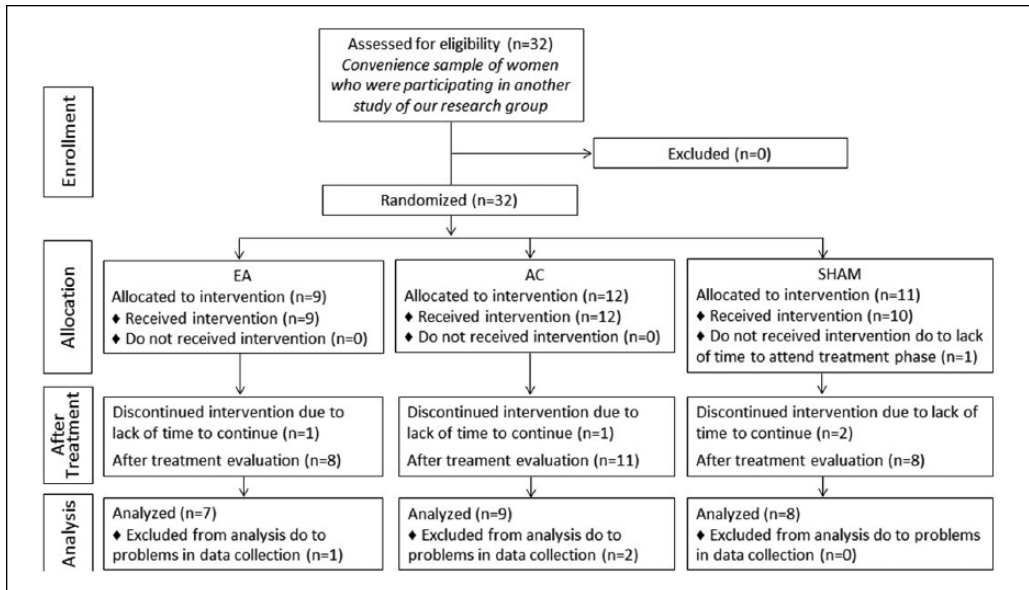 Assessed for eligibility (n=32)
Convenience sample of women
who were participating in another
study of our research group
Enrollment
Excluded (n=0)
Randomized (n=32)
Allocation
EA
Allocated to intervention (n=9)
♦ Received intervention (n=9)
♦ Do not received intervention (n=0)
AC
Allocated to intervention (n=12)
♦ Received intervention (n=12)
♦ Do not received intervention (n=0)
SHAM
Allocated to intervention (n=11)
♦ Received intervention (n=10)
♦ Do not received intervention do to lack
of time to attend treatment phase (n=1)
After
Treatment
Discontinued intervention due to
lack of time to continue (n=1)
After treatment evaluation (n=8)
Discontinued intervention due to
lack of time to continue (n=1)
After treament evaluation (n=11)
Discontinued intervention due to lack of
time to continue (n=2)
After treatment evaluation (n=8)
Analysis
Analyzed (n=7)
♦ Excluded from analysis do to
problems in data collection (n=1)
Analyzed (n=9)
♦ Excluded from analysis do to
problems in data collection (n=2)
Analyzed (n=8)
♦ Excluded from analysis do to problems
in data collection (n=0)